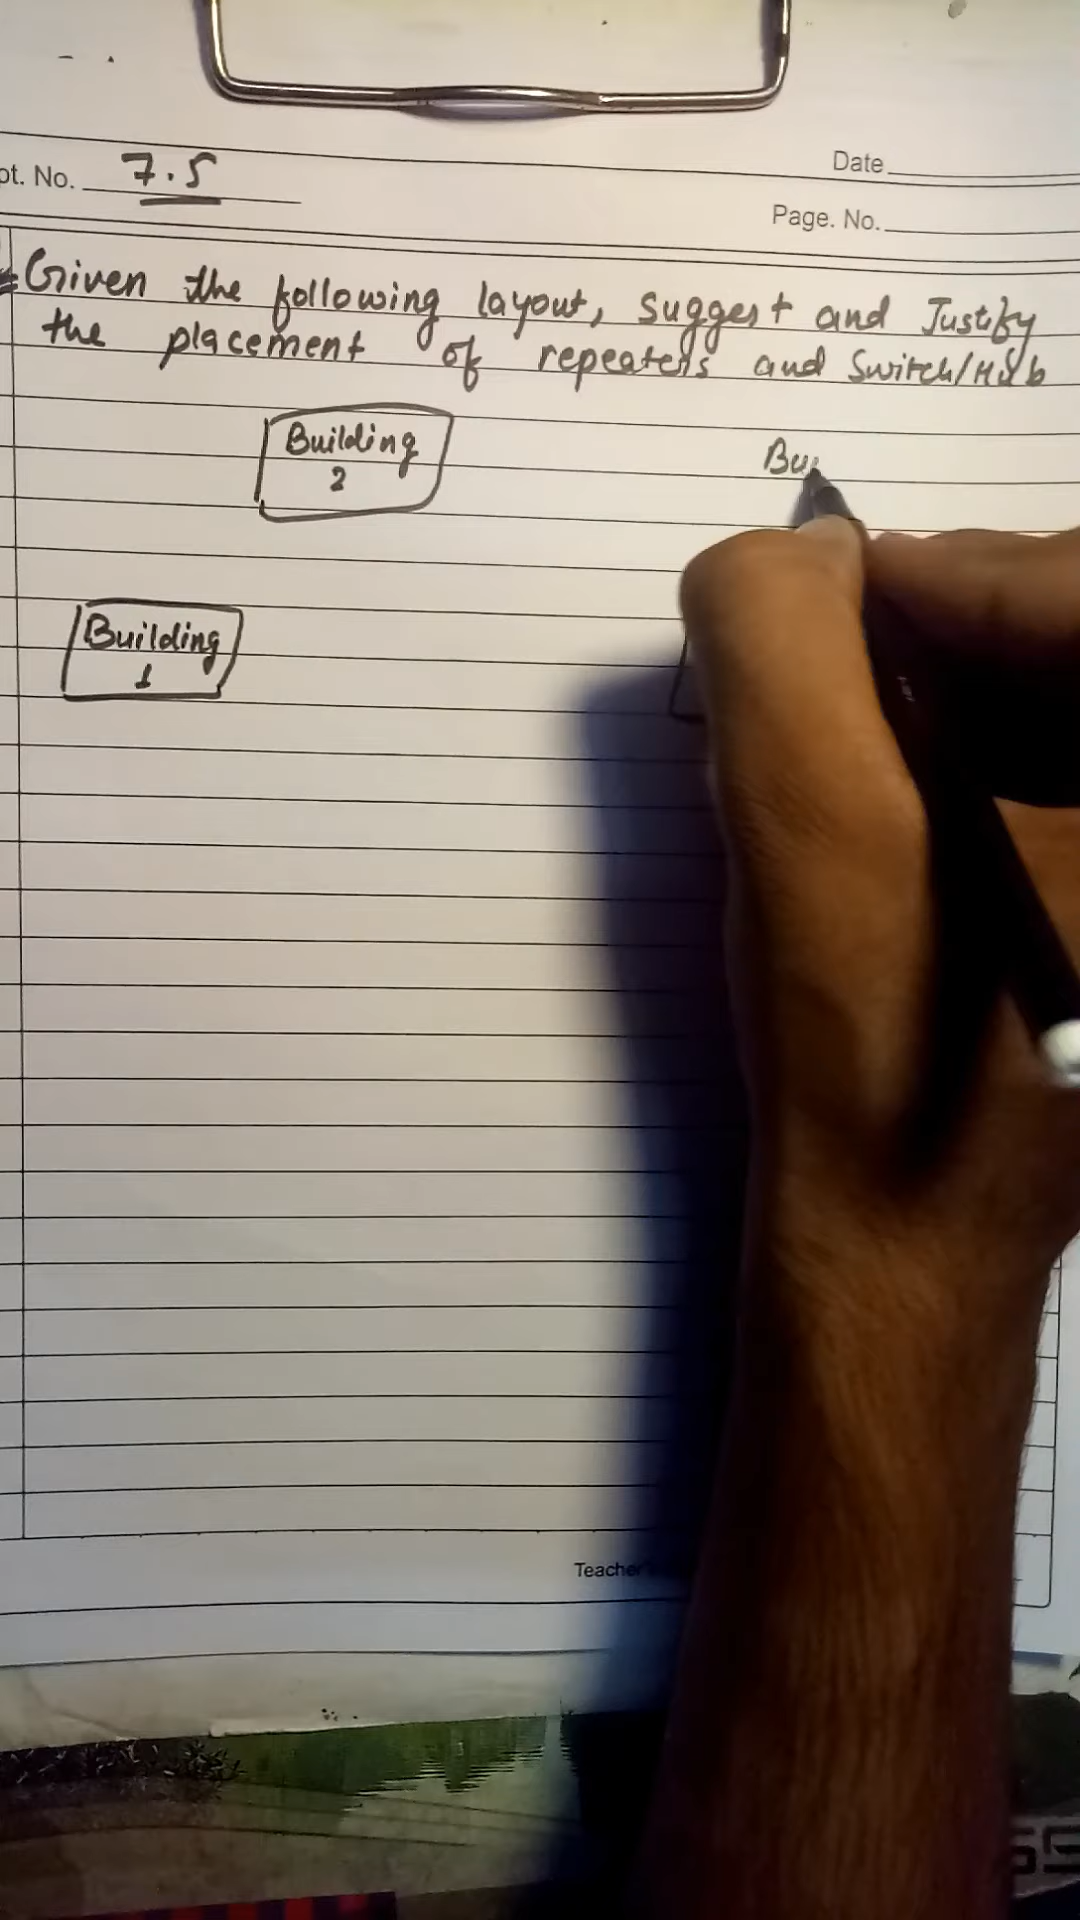 Date
pt. No. 7.5
Page. No.
Given the following layout, Suggest and Justify
the placement of repeaters and Switch/Hub
Building
2
Bu
Building
1
Teacher